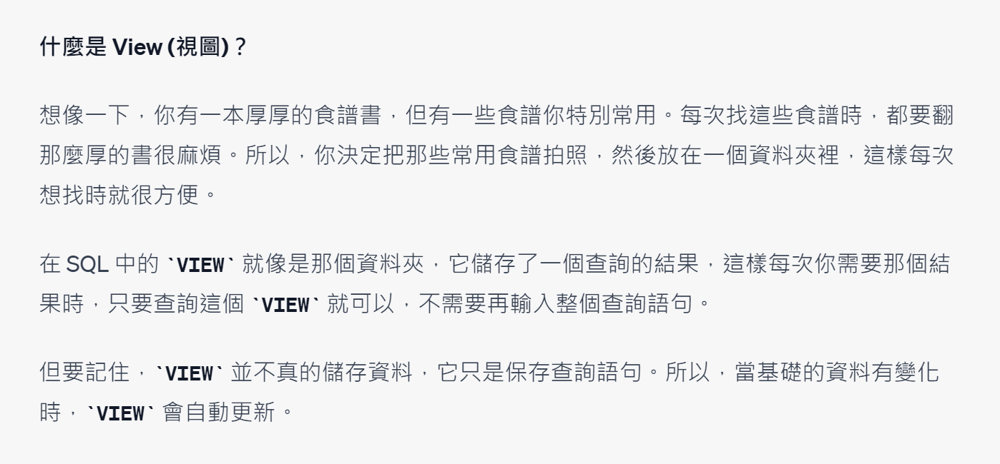 什麼是 View (視圖)？
想像一下，你有一本厚厚的食譜書，但有一些食譜你特別常用。每次找這些食譜時，都要翻
那麼厚的書很麻煩。所以，你決定把那些常用食譜拍照，然後放在一個資料夾裡，這樣每次
想找時就很方便。
在 SQL 中的 `VIEW` 就像是那個資料夾，它儲存了一個查詢的結果，這樣每次你需要那個結
果時，只要查詢這個 `VIEW` 就可以，不需要再輸入整個查詢語句。
但要記住，`VIEW` 並不真的儲存資料，它只是保存查詢語句。所以，當基礎的資料有變化
時，`VIEW` 會自動更新。